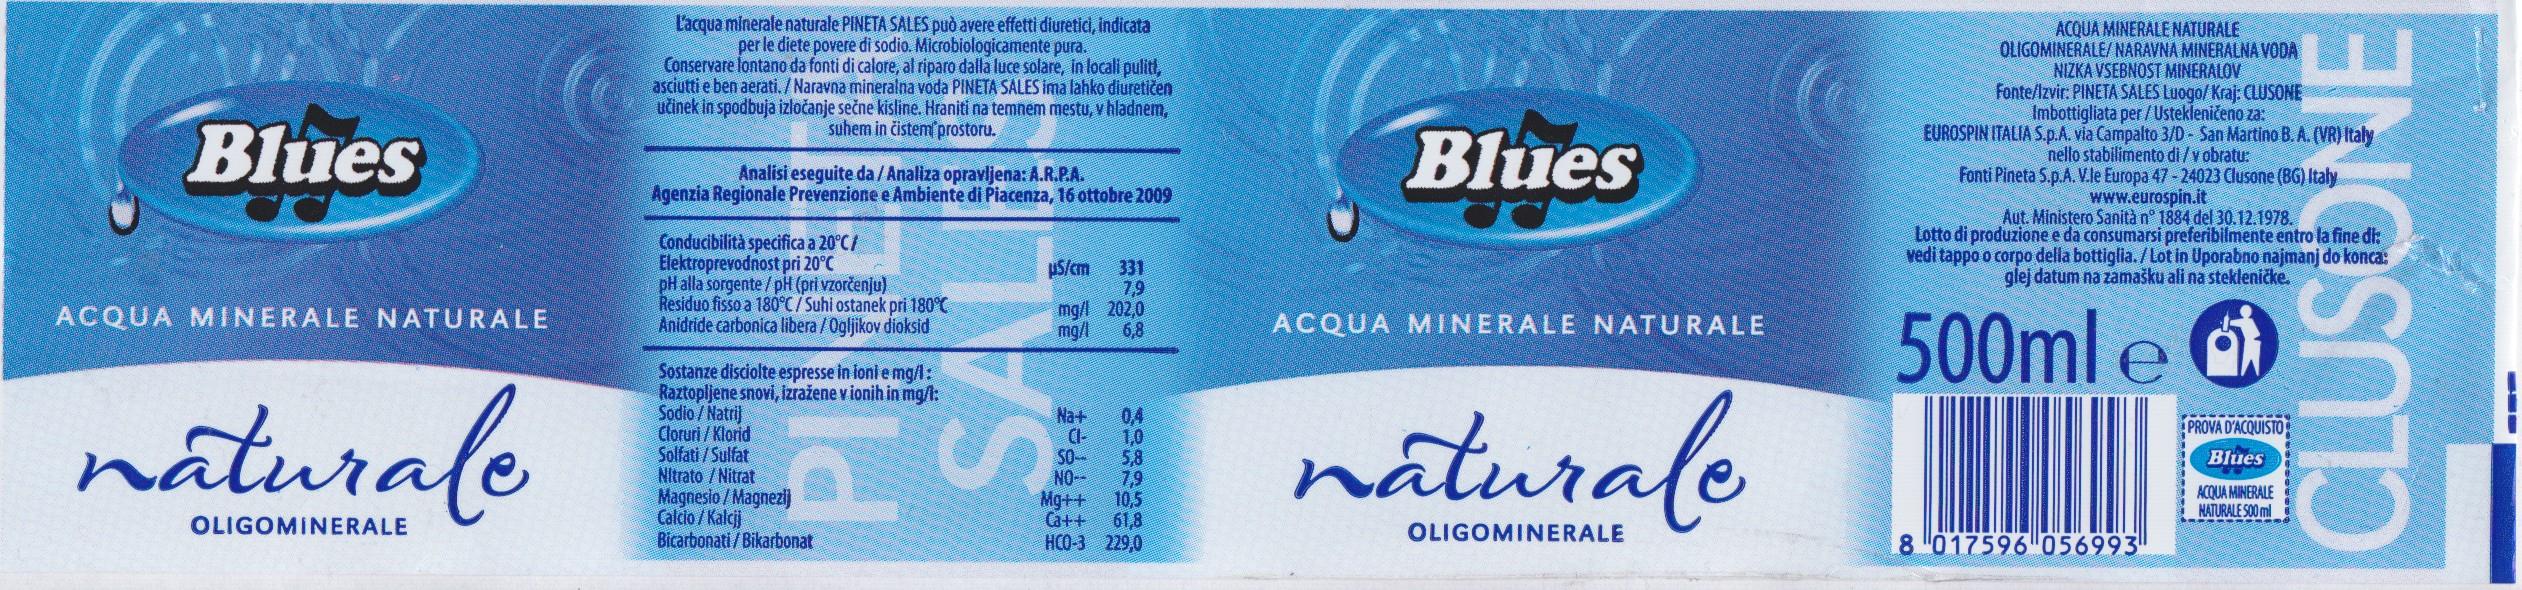 Blues
ACQUA MINERALE NATURALE
naturale
OLIGOMINERALE
PINETA
SALES
L'acqua minerale naturale PINETA SALES può avere effetti diuretici, indicata
per le diete povere di sodio. Microbiologicamente pura.
Conservare lontano da fonti di calore, al riparo dalla luce solare, in locali puliti,
asciutti e ben aerati. / Naravna mineralna voda PINETA SALES ima lahko diuretičen
učinek in spodbuja izločanje sečne kisline. Hraniti na temnem mestu, v hladnem,
suhem in čistem prostoru.
Analisi eseguite da / Analiza opravljena: A.R.P.A.
Agenzia Regionale Prevenzione e Ambiente di Piacenza, 16 ottobre 2009
Conducibilità specifica a 20°C /
Elektroprevodnost pri 20°C µS/cm 331
pH alla sorgente / pH (pri vzorčenju) 7,9
Residuo fisso a 180°C / Suhi ostanek pri 180°C mg/l 202,0
Anidride carbonica libera / Ogljikov dioksid mg/l 6,8
Sostanze disciolte espresse in ioni e mg/l :
Raztopljene snovi, izražene v ionih in mg/l:
Sodio / Natrij Na+ 0,4
Cloruri / Klorid Cl- 1,0
Solfati / Sulfat SO-- 5,8
Nitrato / Nitrat NO-- 7,9
Magnesio / Magnezij Mg++ 10,5
Calcio / Kalcij Ca++ 61,8
Bicarbonati / Bikarbonat HCO-3 229,0
Blues
ACQUA MINERALE NATURALE
naturale
OLIGOMINERALE
ACQUA MINERALE NATURALE
OLIGOMINERALE/ NARAVNA MINERALNA VODA
NIZKA VSEBNOST MINERALOV
Fonte/Izvir: PINETA SALES Luogo/ Kraj: CLUSONE
Imbottigliata per / Ustekleničeno za:
EUROSPIN ITALIA S.p.A. via Campalto 3/D - San Martino B. A. (VR) Italy
nello stabilimento di / v obratu:
Fonti Pineta S.p.A. V.le Europa 47 - 24023 Clusone (BG) Italy
www.eurospin.it
Aut. Ministero Sanità n° 1884 del 30.12.1978.
Lotto di produzione e da consumarsi preferibilmente entro la fine di:
vedi tappo o corpo della bottiglia. / Lot in Uporabno najmanj do konca:
glej datum na zamašku ali na stekleničke.
500ml e
8 017596 056993
PROVA D'ACQUISTO
Blues
ACQUA MINERALE
NATURALE 500 ml
CLUSONE